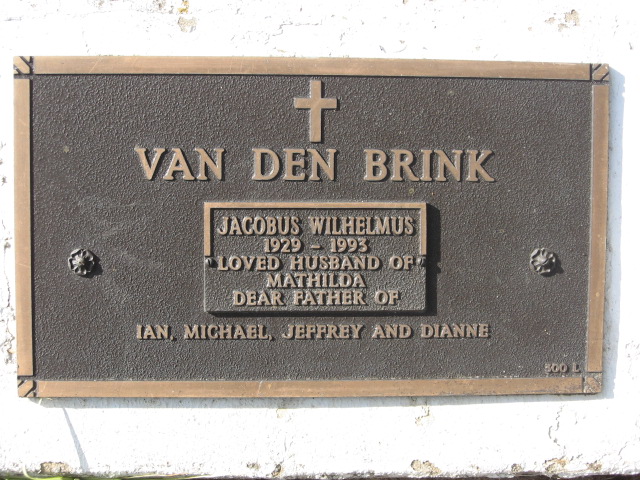 VAN DEN BRINK
JACOBUS WILHELMUS
1929 - 1993
LOVED HUSBAND OF
MATHILDA
DEAR FATHER OF
IAN, MICHAEL, JEFFREY AND DIANNE
500 L